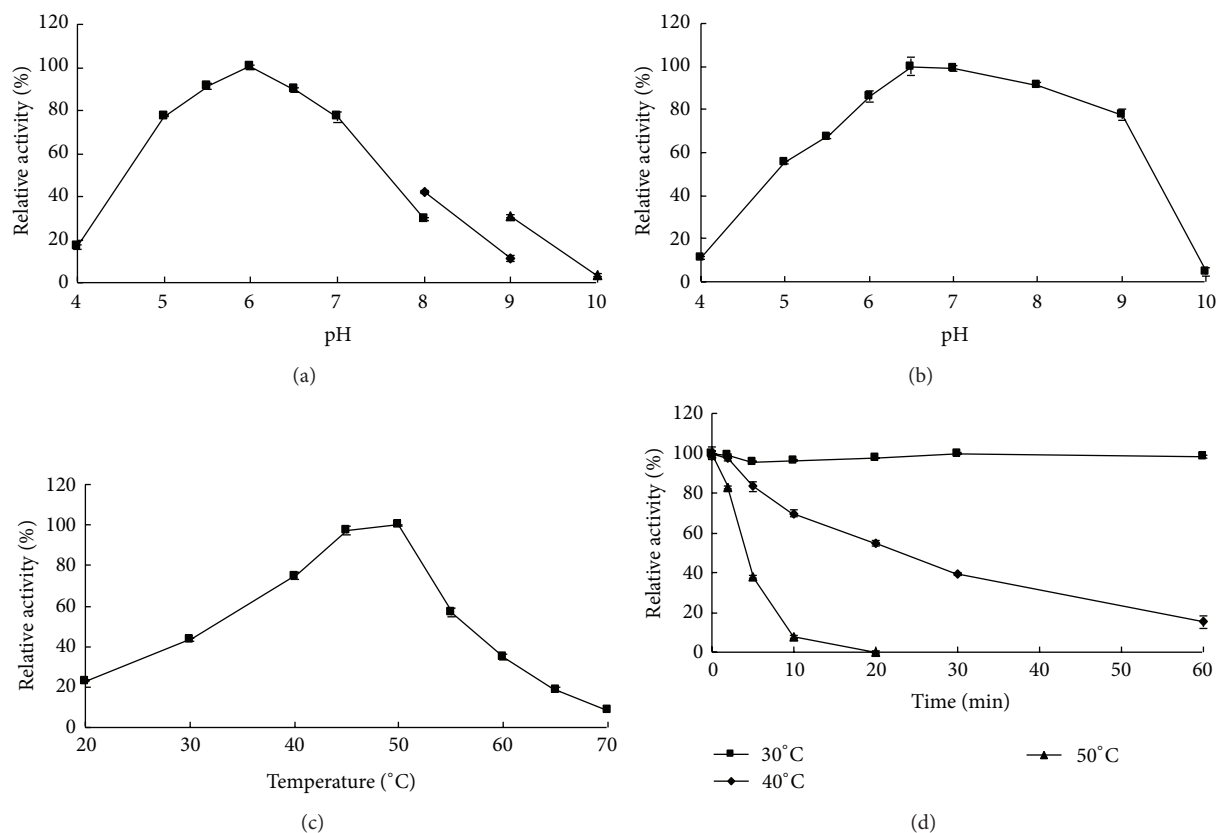 120
100
80
60
40
20
0
Relative activity (%)
4 5 6 7 8 9 10
pH
(a)
120
100
80
60
40
20
0
Relative activity (%)
4 5 6 7 8 9 10
pH
(b)
120
100
80
60
40
20
0
Relative activity (%)
20 30 40 50 60 70
Temperature (°C)
(c)
120
100
80
60
40
20
0
Relative activity (%)
0 10 20 30 40 50 60
Time (min)
30°C
40°C
50°C
(d)